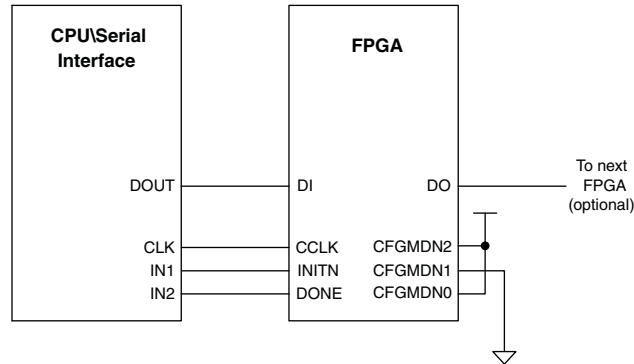 CPU\Serial
Interface
FPGA
DOUT
DI
DO
To next
FPGA
(optional)
CLK
CCLK
CFGMDN2
IN1
INITN
CFGMDN1
IN2
DONE
CFGMDN0